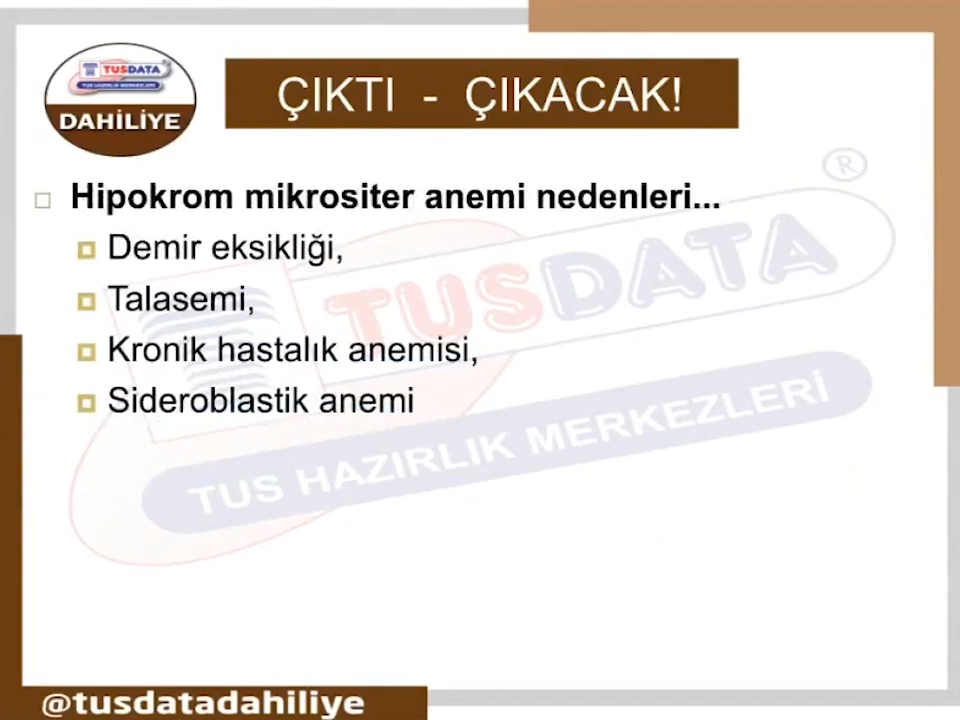 TUSDATA
TUS HAZIRLIK MERKEZLERİ
DAHİLİYE
ÇIKTI - ÇIKACAK!
Hipokrom mikrositer anemi nedenleri...
Demir eksikliği,
Talasemi,
Kronik hastalık anemisi,
Sideroblastik anemi
TUSDATA
®
TUS HAZIRLIK MERKEZLERİ
@tusdatadahiliye